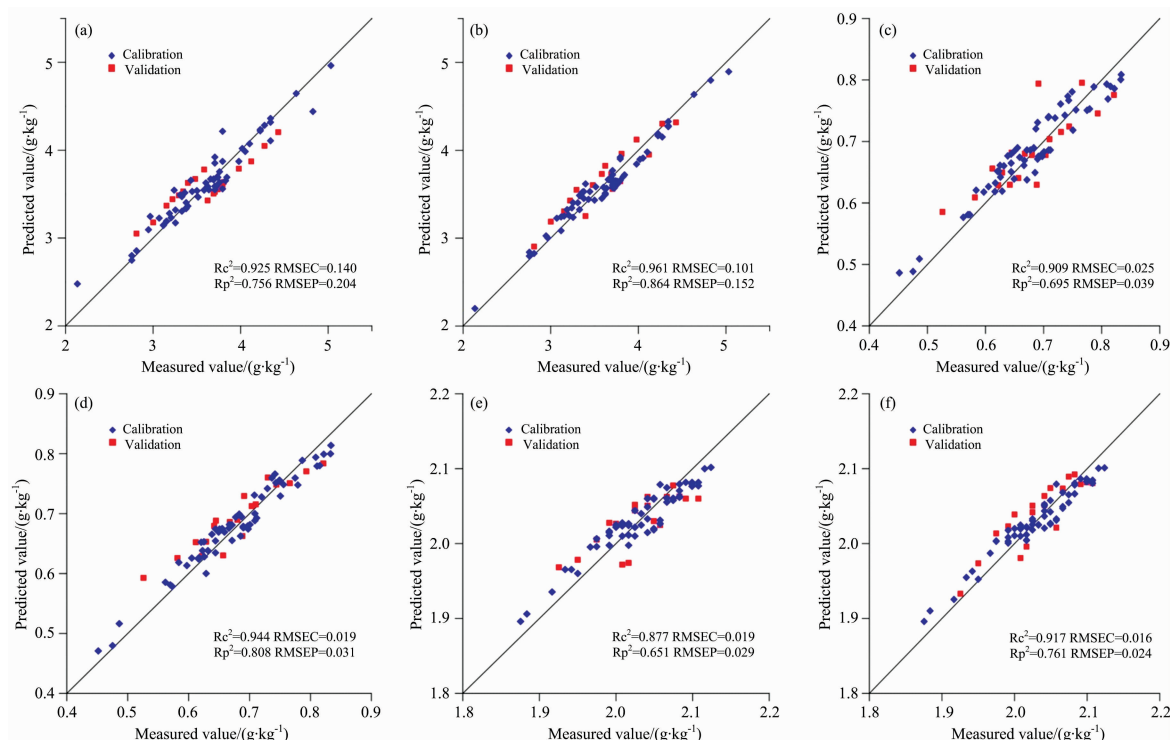 (a)
Calibration
Validation
5
4
3
2
Predicted value/(g·kg⁻¹)
Rc²=0.925 RMSEC=0.140
Rp²=0.756 RMSEP=0.204
2 3 4 5
Measured value/(g·kg⁻¹)
(b)
Calibration
Validation
5
4
3
2
Predicted value/(g·kg⁻¹)
Rc²=0.961 RMSEC=0.101
Rp²=0.864 RMSEP=0.152
2 3 4 5
Measured value/(g·kg⁻¹)
(c)
Calibration
Validation
0.9
0.8
0.7
0.6
0.5
0.4
Predicted value/(g·kg⁻¹)
Rc²=0.909 RMSEC=0.025
Rp²=0.695 RMSEP=0.039
0.4 0.5 0.6 0.7 0.8 0.9
Measured value/(g·kg⁻¹)
(d)
Calibration
Validation
0.9
0.8
0.7
0.6
0.5
0.4
Predicted value/(g·kg⁻¹)
Rc²=0.944 RMSEC=0.019
Rp²=0.808 RMSEP=0.031
0.4 0.5 0.6 0.7 0.8 0.9
Measured value/(g·kg⁻¹)
(e)
Calibration
Validation
2.2
2.1
2.0
1.9
1.8
Predicted value/(g·kg⁻¹)
Rc²=0.877 RMSEC=0.019
Rp²=0.651 RMSEP=0.029
1.8 1.9 2.0 2.1 2.2
Measured value/(g·kg⁻¹)
(f)
Calibration
Validation
2.2
2.1
2.0
1.9
1.8
Predicted value/(g·kg⁻¹)
Rc²=0.917 RMSEC=0.016
Rp²=0.761 RMSEP=0.024
1.8 1.9 2.0 2.1 2.2
Measured value/(g·kg⁻¹)